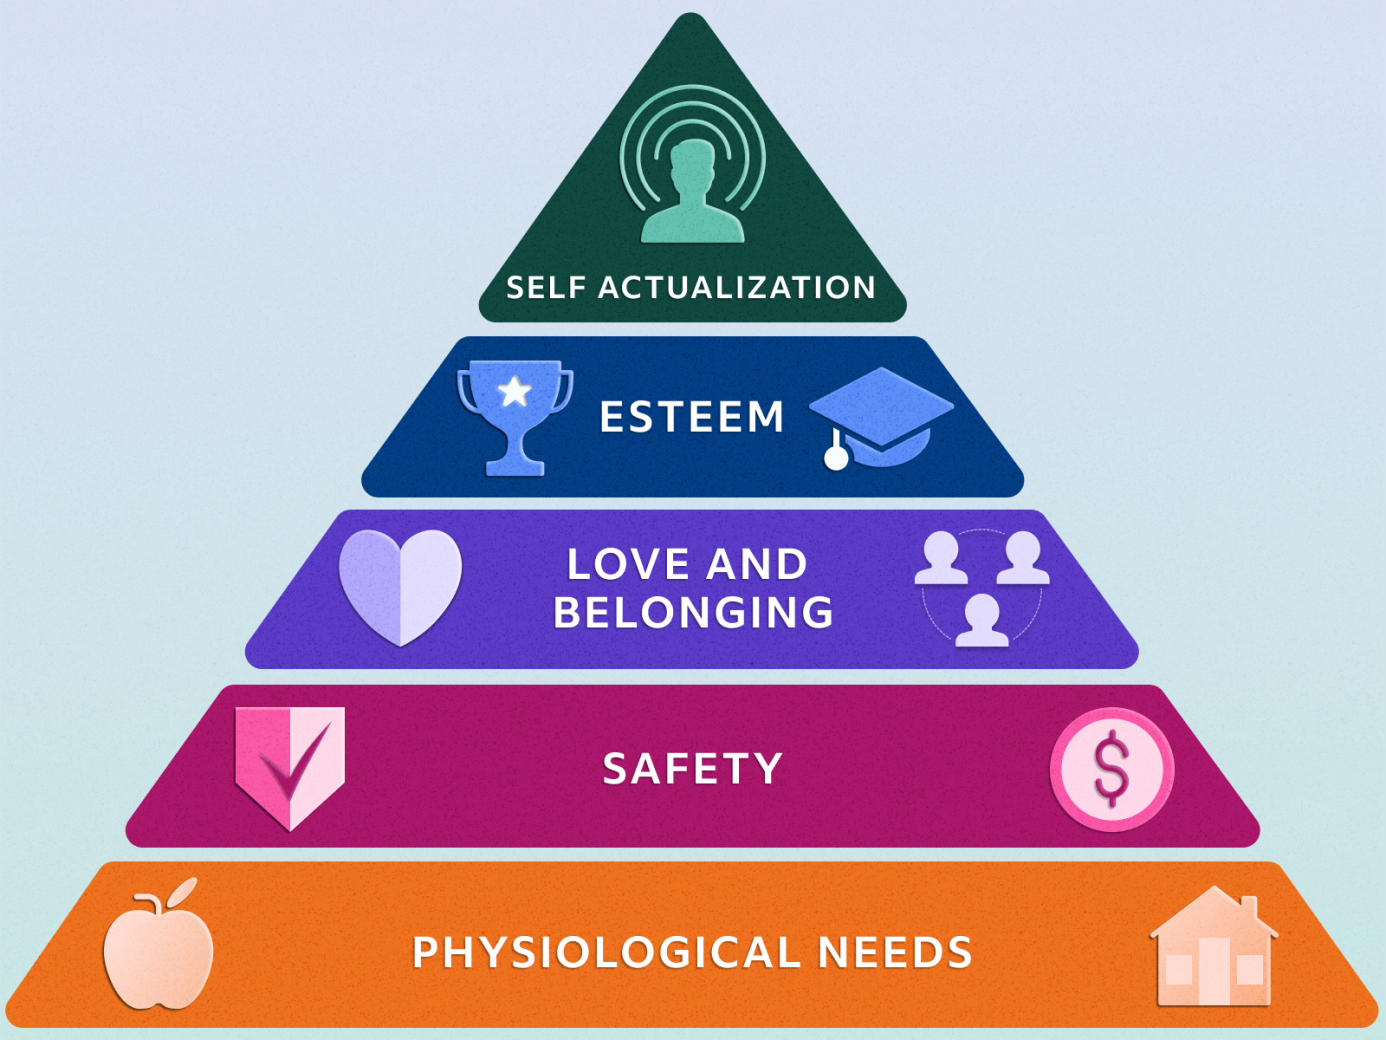 SELF ACTUALIZATION
ESTEEM
LOVE AND
BELONGING
SAFETY
$
PHYSIOLOGICAL NEEDS